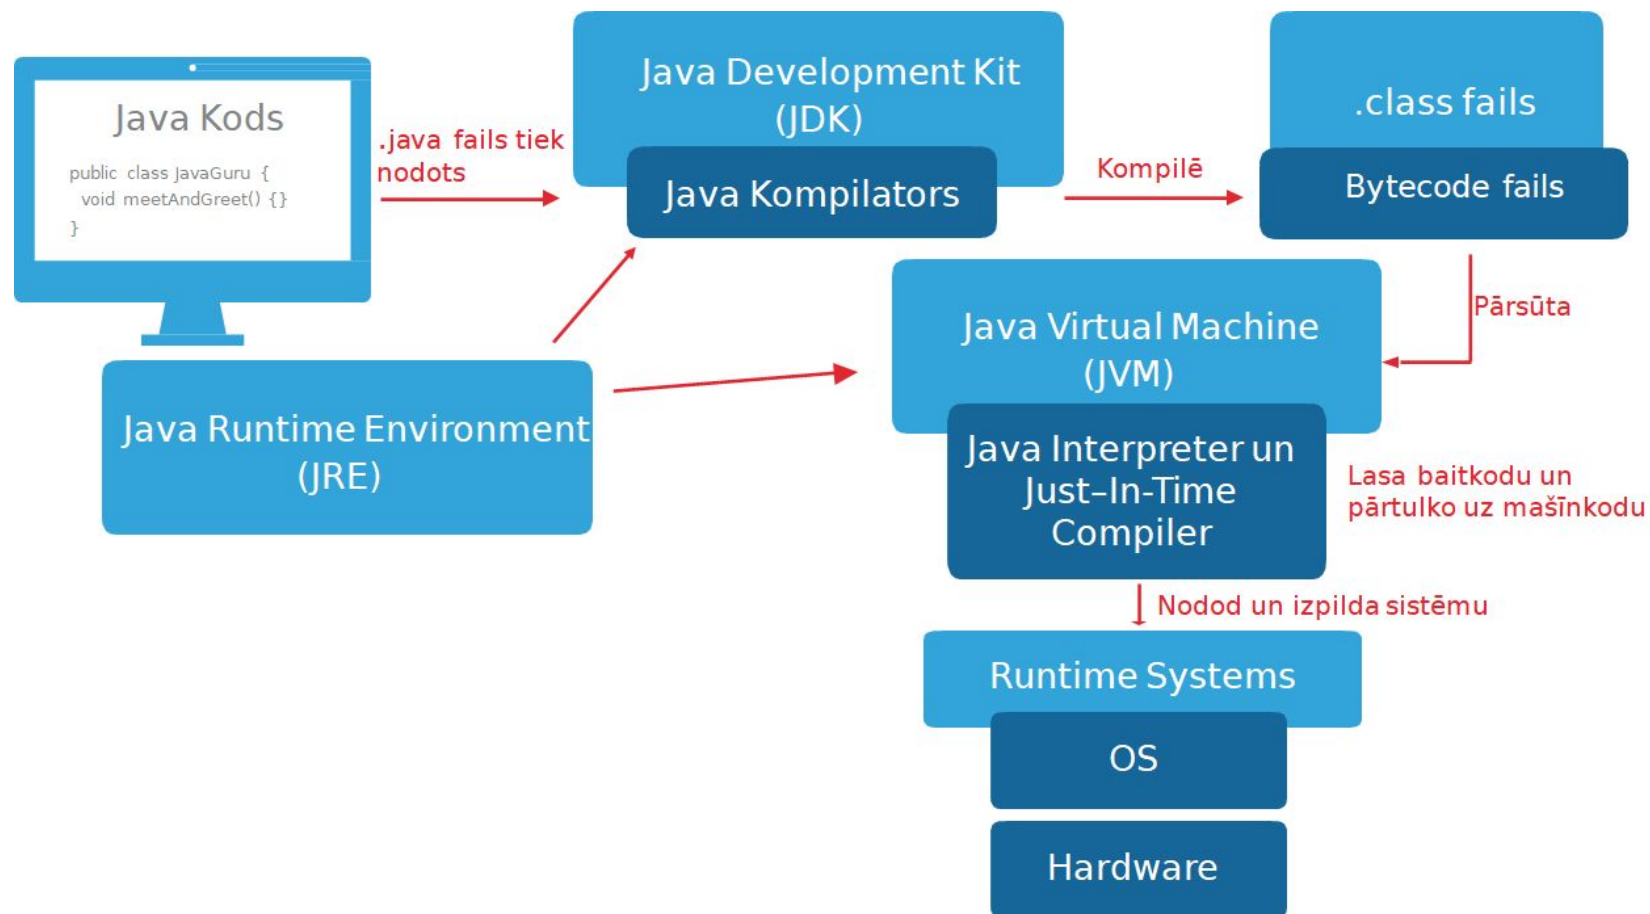 Java Kods
public class JavaGuru {
void meetAndGreet() {}
}
.java fails tiek
nodots
Java Development Kit
(JDK)
Java Kompilators
Kompilē
.class fails
Bytecode fails
Pārsūta
Java Runtime Environment
(JRE)
Java Virtual Machine
(JVM)
Java Interpreter un
Just–In-Time
Compiler
Lasa baitkodu un
pārtulko uz mašīnkodu
Nodod un izpilda sistēmu
Runtime Systems
OS
Hardware